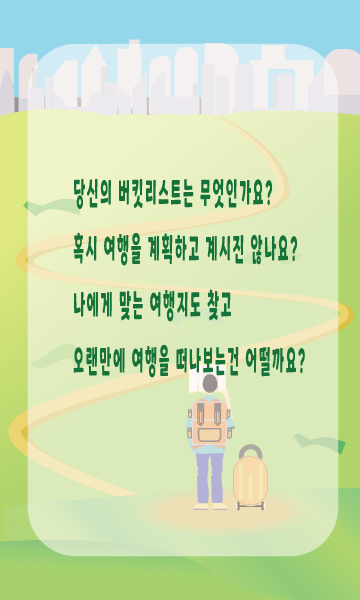 당신의 버킷리스트는 무엇인가요?
혹시 여행을 계획하고 계시진 않나요?
나에게 맞는 여행지도 찾고
오랜만에 여행을 떠나보는건 어떨까요?